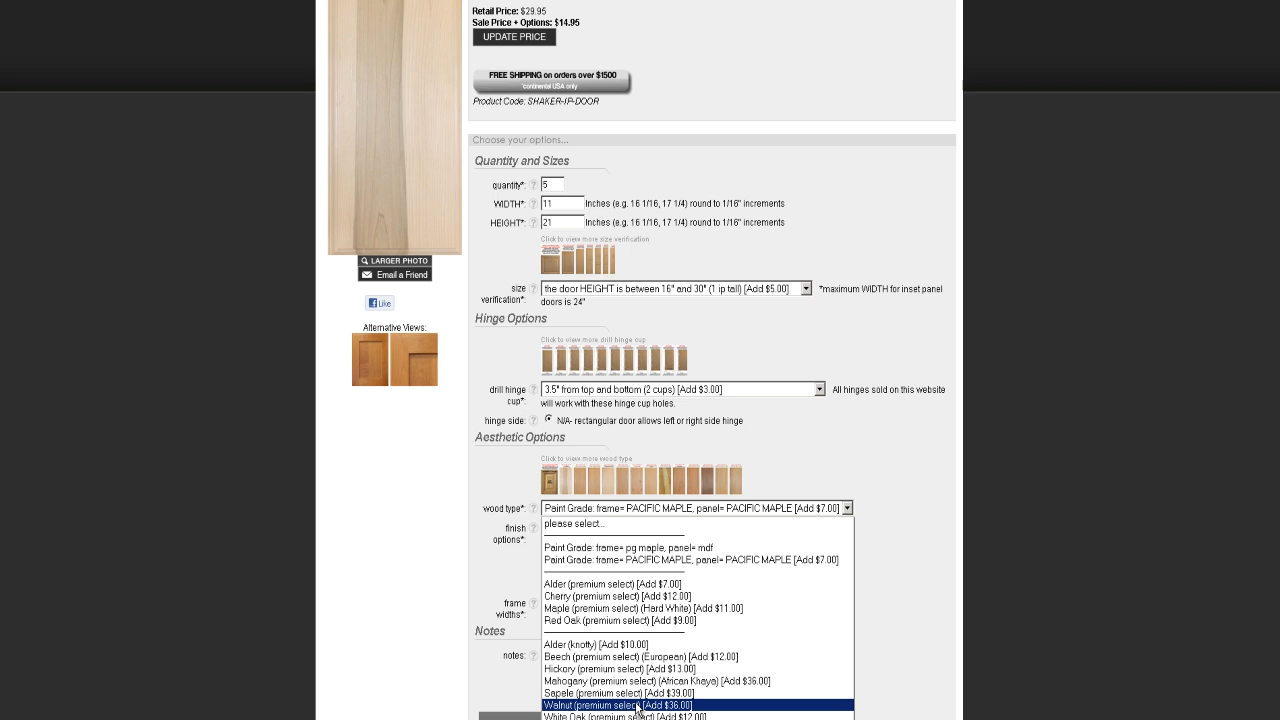 Retail Price: $29.95
Sale Price + Options: $14.95
UPDATE PRICE
FREE SHIPPING on orders over $1500
*continental USA only
Product Code: SHAKER-IP-DOOR
LARGER PHOTO
Email a Friend
Like
Alternative Views:
Choose your options...
Quantity and Sizes
quantity*: ? 5
WIDTH*: ? 11 Inches (e.g. 16 1/16, 17 1/4) round to 1/16" increments
HEIGHT*: ? 21 Inches (e.g. 16 1/16, 17 1/4) round to 1/16" increments
Click to view more size verification
size verification*: ? the door HEIGHT is between 16" and 30" (1 ip tall) [Add $5.00] *maximum WIDTH for inset panel
doors is 24"
Hinge Options
Click to view more drill hinge cup
drill hinge cup*: ? 3.5" from top and bottom (2 cups) [Add $3.00] All hinges sold on this website
will work with these hinge cup holes.
hinge side: ? N/A- rectangular door allows left or right side hinge
Aesthetic Options
Click to view more wood type
wood type*: ? Paint Grade: frame= PACIFIC MAPLE, panel= PACIFIC MAPLE [Add $7.00]
finish options*: ?
frame widths*: ?
Notes
notes: ?
please select...
Paint Grade: frame= pg maple, panel= mdf
Paint Grade: frame= PACIFIC MAPLE, panel= PACIFIC MAPLE [Add $7.00]
Alder (premium select) [Add $7.00]
Cherry (premium select) [Add $12.00]
Maple (premium select) (Hard White) [Add $11.00]
Red Oak (premium select) [Add $9.00]
Alder (knotty) [Add $10.00]
Beech (premium select) (European) [Add $12.00]
Hickory (premium select) [Add $13.00]
Mahogany (premium select) (African Khaya) [Add $36.00]
Sapele (premium select) [Add $39.00]
Walnut (premium select) [Add $36.00]
White Oak (premium select) [Add $12.00]